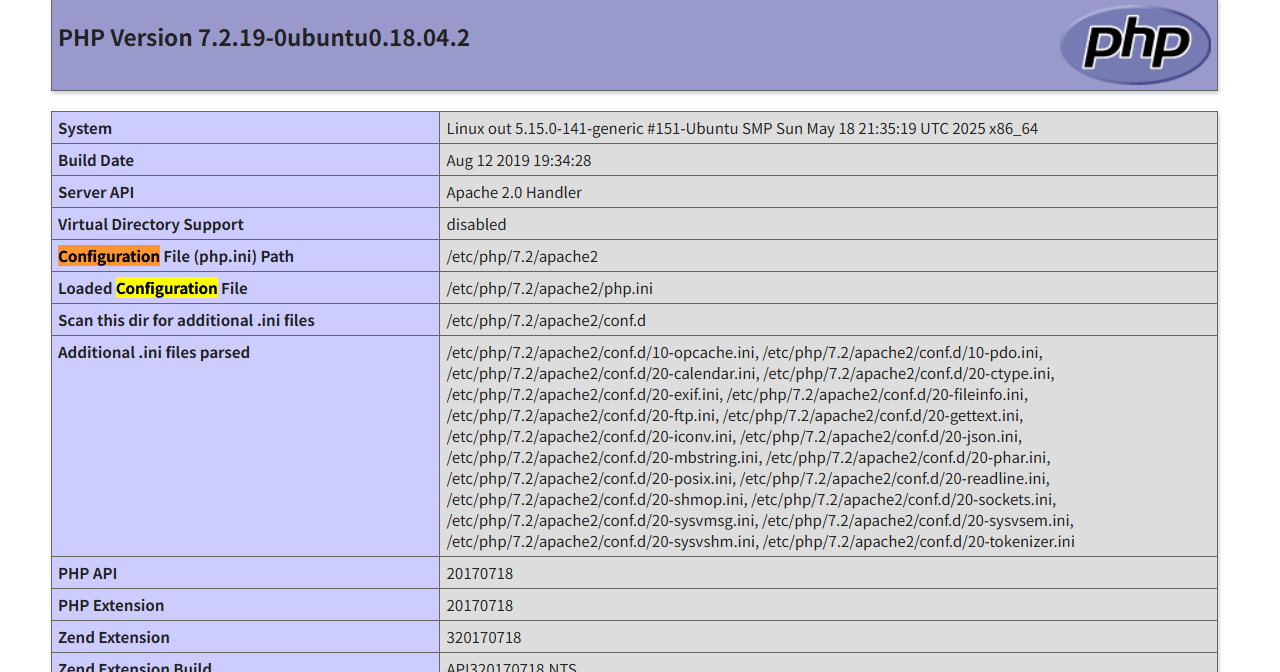 PHP Version 7.2.19-0ubuntu0.18.04.2
php
System
Linux out 5.15.0-141-generic #151-Ubuntu SMP Sun May 18 21:35:19 UTC 2025 x86_64
Build Date
Aug 12 2019 19:34:28
Server API
Apache 2.0 Handler
Virtual Directory Support
disabled
Configuration File (php.ini) Path
/etc/php/7.2/apache2
Loaded Configuration File
/etc/php/7.2/apache2/php.ini
Scan this dir for additional .ini files
/etc/php/7.2/apache2/conf.d
Additional .ini files parsed
/etc/php/7.2/apache2/conf.d/10-opcache.ini, /etc/php/7.2/apache2/conf.d/10-pdo.ini,
/etc/php/7.2/apache2/conf.d/20-calendar.ini, /etc/php/7.2/apache2/conf.d/20-ctype.ini,
/etc/php/7.2/apache2/conf.d/20-exif.ini, /etc/php/7.2/apache2/conf.d/20-fileinfo.ini,
/etc/php/7.2/apache2/conf.d/20-ftp.ini, /etc/php/7.2/apache2/conf.d/20-gettext.ini,
/etc/php/7.2/apache2/conf.d/20-iconv.ini, /etc/php/7.2/apache2/conf.d/20-json.ini,
/etc/php/7.2/apache2/conf.d/20-mbstring.ini, /etc/php/7.2/apache2/conf.d/20-phar.ini,
/etc/php/7.2/apache2/conf.d/20-posix.ini, /etc/php/7.2/apache2/conf.d/20-readline.ini,
/etc/php/7.2/apache2/conf.d/20-shmop.ini, /etc/php/7.2/apache2/conf.d/20-sockets.ini,
/etc/php/7.2/apache2/conf.d/20-sysvmsg.ini, /etc/php/7.2/apache2/conf.d/20-sysvsem.ini,
/etc/php/7.2/apache2/conf.d/20-sysvshm.ini, /etc/php/7.2/apache2/conf.d/20-tokenizer.ini
PHP API
20170718
PHP Extension
20170718
Zend Extension
320170718
Zend Extension Build
API320170718,NTS